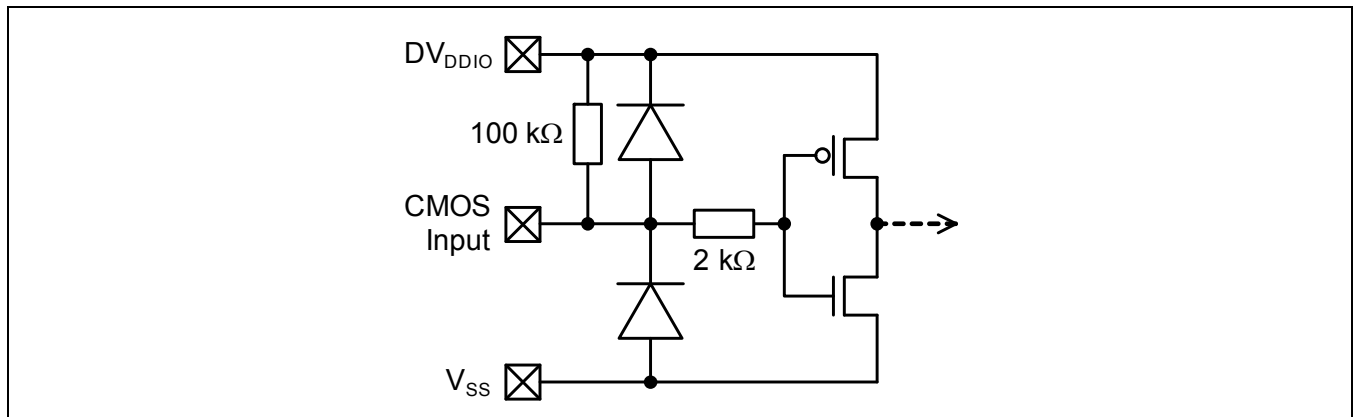 DVDDIO
100 kΩ
CMOS
Input
2 kΩ
VSS